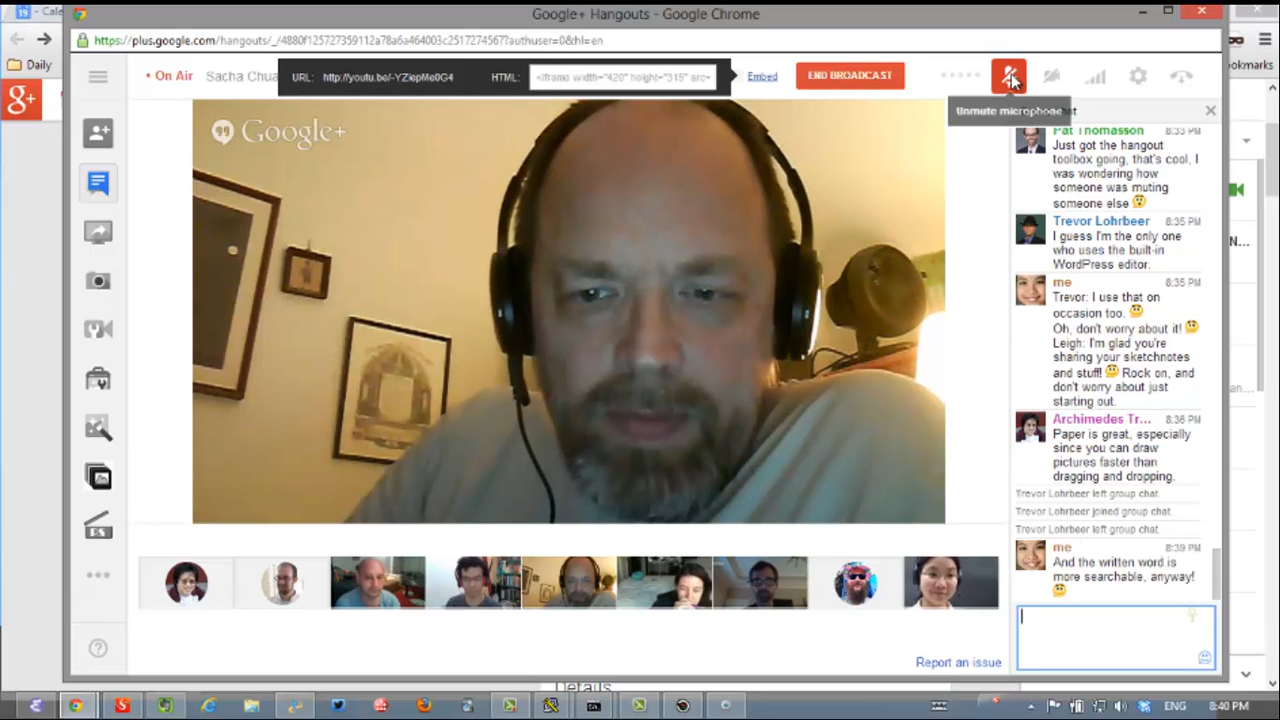 Google+ Hangouts - Google Chrome
https://plus.google.com/hangouts/_/4880f125727359112a78a6a464003c2517274567?authuser=0&hl=en
Daily
g+
• On Air
Sacha Chua
URL:
http://youtu.be/-YZiepMe0G4
HTML:
<iframe width="420" height="315" src=
Embed
END BROADCAST
Unmute microphone
Google+
Pat Thomasson
8:33 PM
Just got the hangout
toolbox going, that's cool, I
was wondering how
someone was muting
someone else
Trevor Lohrbeer
8:35 PM
I guess I'm the only one
who uses the built-in
WordPress editor.
me
8:35 PM
Trevor: I use that on
occasion too.
Oh, don't worry about it!
Leigh: I'm glad you're
sharing your sketchnotes
and stuff! Rock on, and
don't worry about just
starting out.
Archimedes Tr...
8:36 PM
Paper is great, especially
since you can draw
pictures faster than
dragging and dropping.
Trevor Lohrbeer left group chat.
Trevor Lohrbeer joined group chat.
Trevor Lohrbeer left group chat.
me
8:39 PM
And the written word is
more searchable, anyway!
Report an issue
Details
ENG
8:40 PM